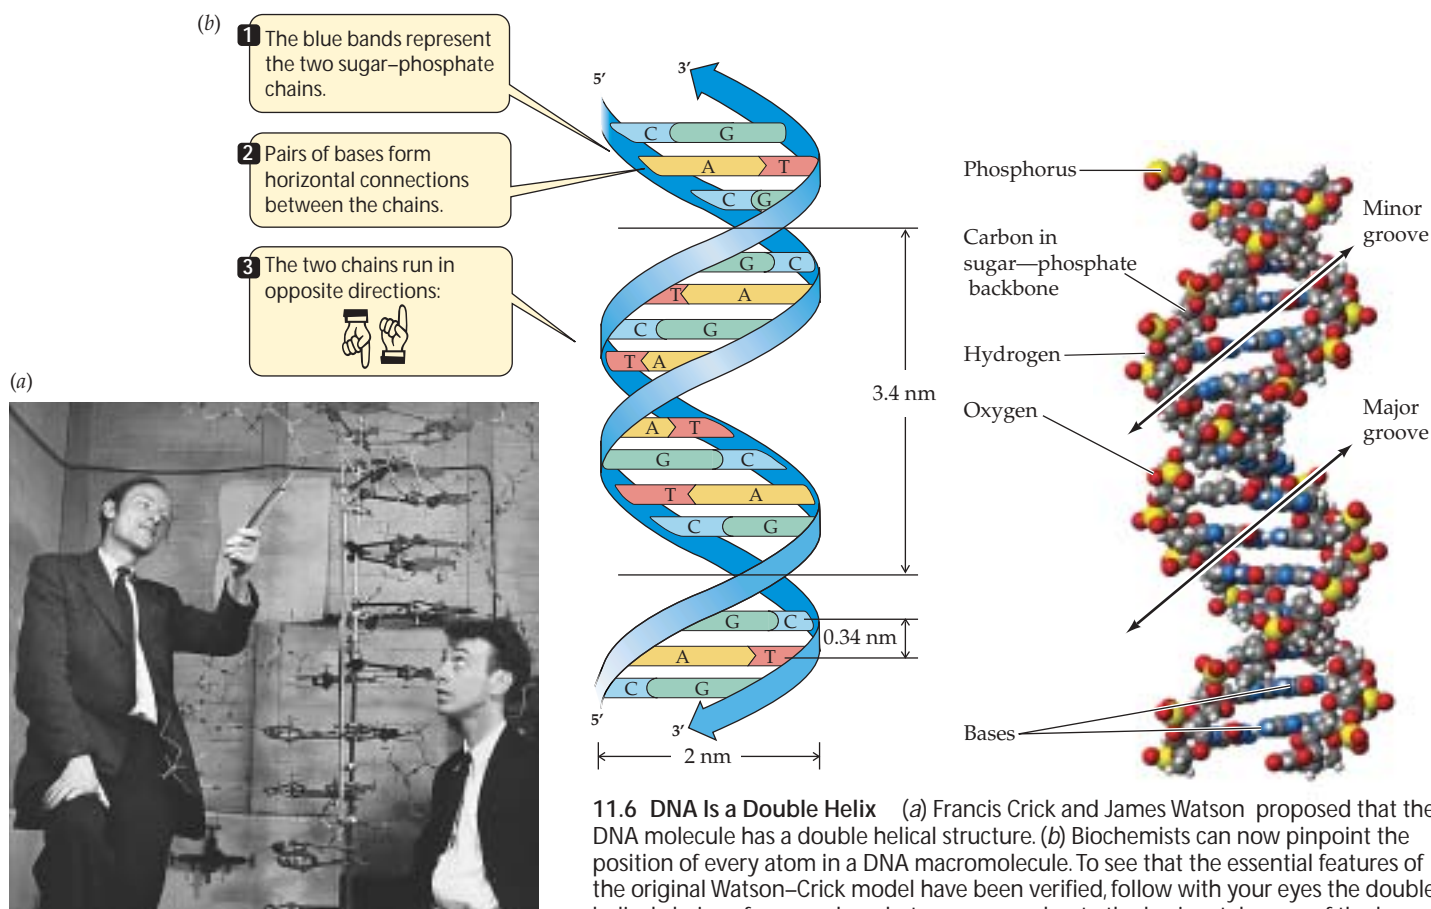 (b)
1 The blue bands represent
the two sugar–phosphate
chains.
2 Pairs of bases form
horizontal connections
between the chains.
3 The two chains run in
opposite directions:
(a)
5′
3′
C G
A T
C G
G C
T A
C G
T A
A T
G C
T A
C G
G C
A T
C G
5′
3′
3.4 nm
0.34 nm
2 nm
Phosphorus
Carbon in
sugar—phosphate
backbone
Hydrogen
Oxygen
Bases
Minor
groove
Major
groove
11.6 DNA Is a Double Helix (a) Francis Crick and James Watson proposed that the
DNA molecule has a double helical structure. (b) Biochemists can now pinpoint the
position of every atom in a DNA macromolecule. To see that the essential features of
the original Watson–Crick model have been verified, follow with your eyes the double